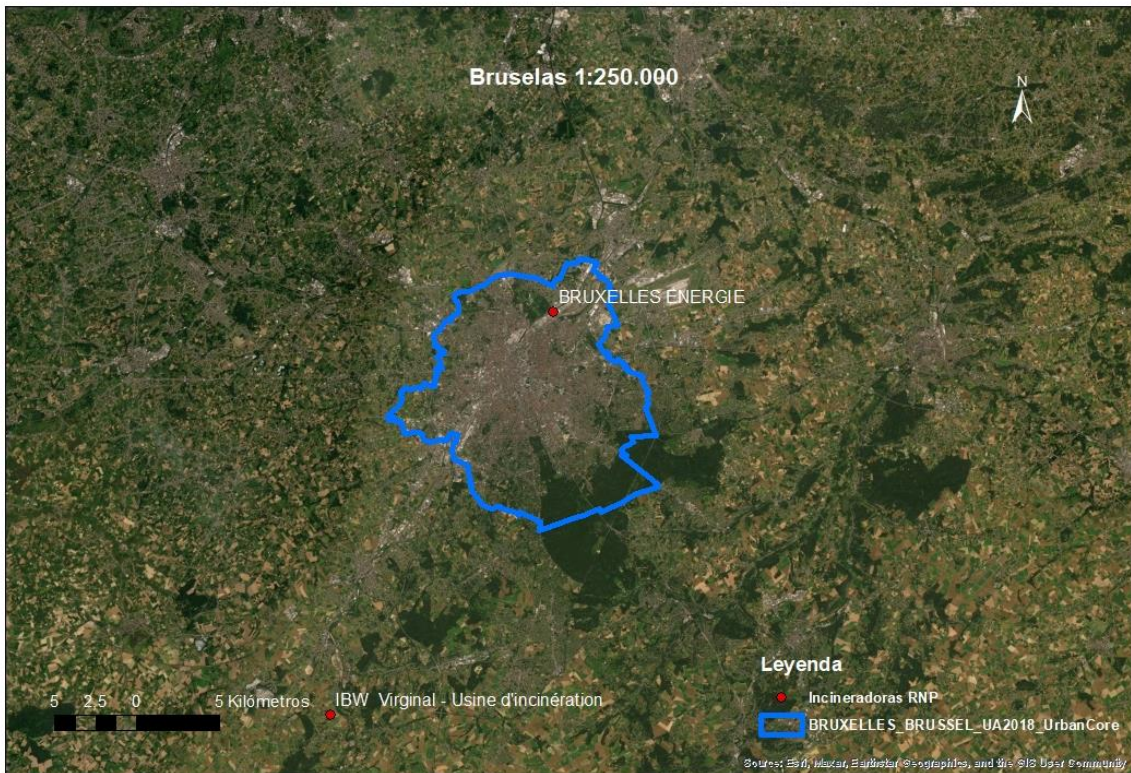 Bruselas 1:250.000
N
BRUXELLES ENERGIE
5 2,5 0 5 Kilómetros
IBW Virginal - Usine d'incinération
Leyenda
Incineradoras RNP
BRUXELLES_BRUSSEL_UA2018_UrbanCore
Source: Esri, Maxar, Earthstar Geographics, and the GIS User Community